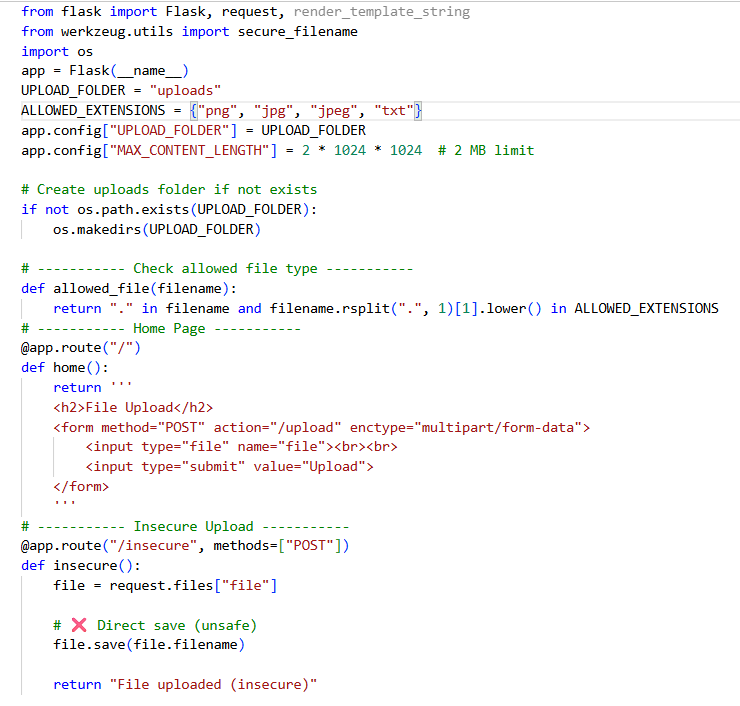 from flask import Flask, request, render_template_string
from werkzeug.utils import secure_filename
import os
app = Flask(__name__)
UPLOAD_FOLDER = "uploads"
ALLOWED_EXTENSIONS = {"png", "jpg", "jpeg", "txt"}
app.config["UPLOAD_FOLDER"] = UPLOAD_FOLDER
app.config["MAX_CONTENT_LENGTH"] = 2 * 1024 * 1024  # 2 MB limit

# Create uploads folder if not exists
if not os.path.exists(UPLOAD_FOLDER):
    os.makedirs(UPLOAD_FOLDER)

# ----------- Check allowed file type -----------
def allowed_file(filename):
    return "." in filename and filename.rsplit(".", 1)[1].lower() in ALLOWED_EXTENSIONS
# ----------- Home Page -----------
@app.route("/")
def home():
    return '''
    <h2>File Upload</h2>
    <form method="POST" action="/upload" enctype="multipart/form-data">
        <input type="file" name="file"><br><br>
        <input type="submit" value="Upload">
    </form>
    '''
# ----------- Insecure Upload -----------
@app.route("/insecure", methods=["POST"])
def insecure():
    file = request.files["file"]

    # ❌ Direct save (unsafe)
    file.save(file.filename)

    return "File uploaded (insecure)"